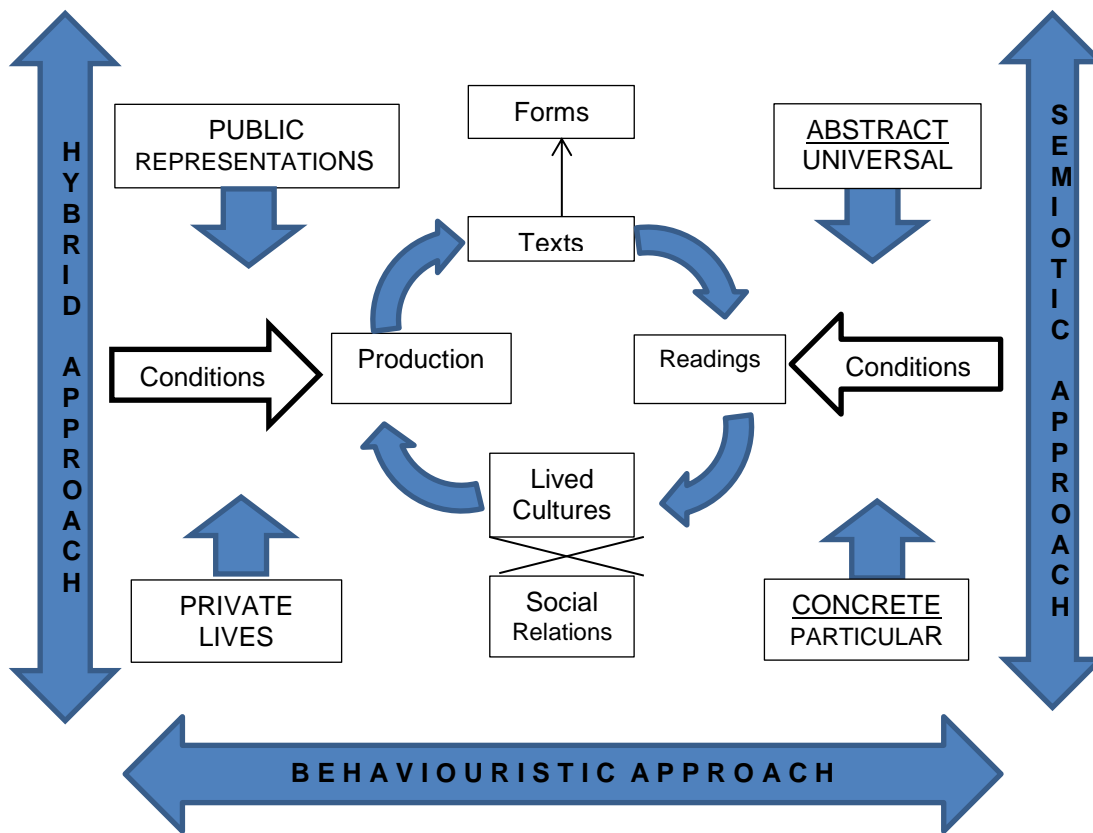 HYBRID APPROACH
SEMIOTIC APPROACH
Forms
PUBLIC
REPRESENTATIONS
ABSTRACT
UNIVERSAL
Texts
Production
Readings
Conditions
Conditions
Lived
Cultures
PRIVATE
LIVES
Social
Relations
CONCRETE
PARTICULAR
BEHAVIOURISTIC APPROACH